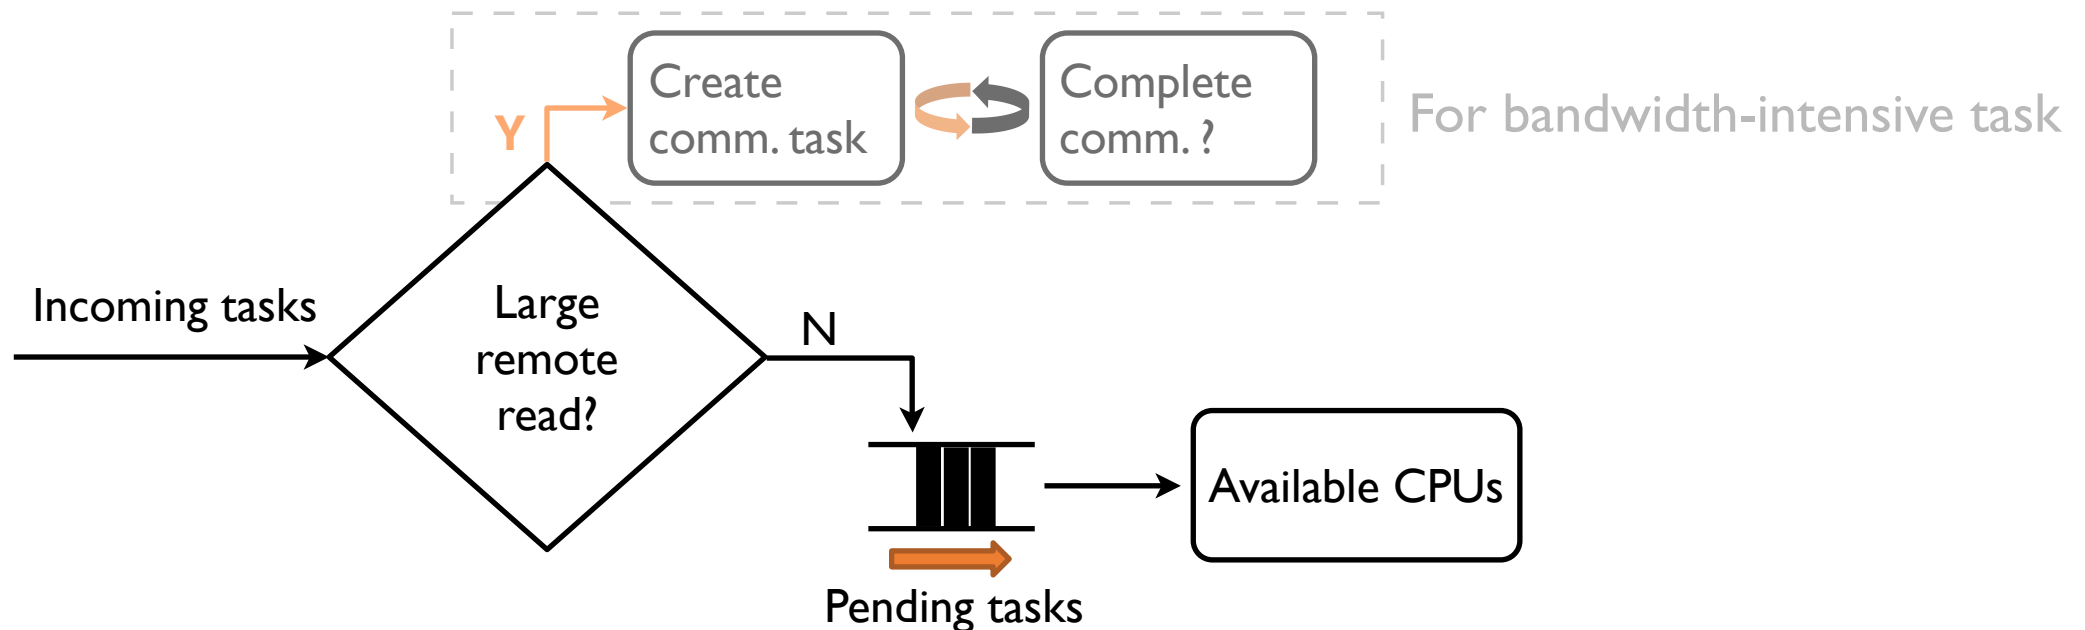 Create
comm. task
Complete
comm. ?
For bandwidth-intensive task
Y
Incoming tasks
Large
remote
read?
N
Available CPUs
Pending tasks